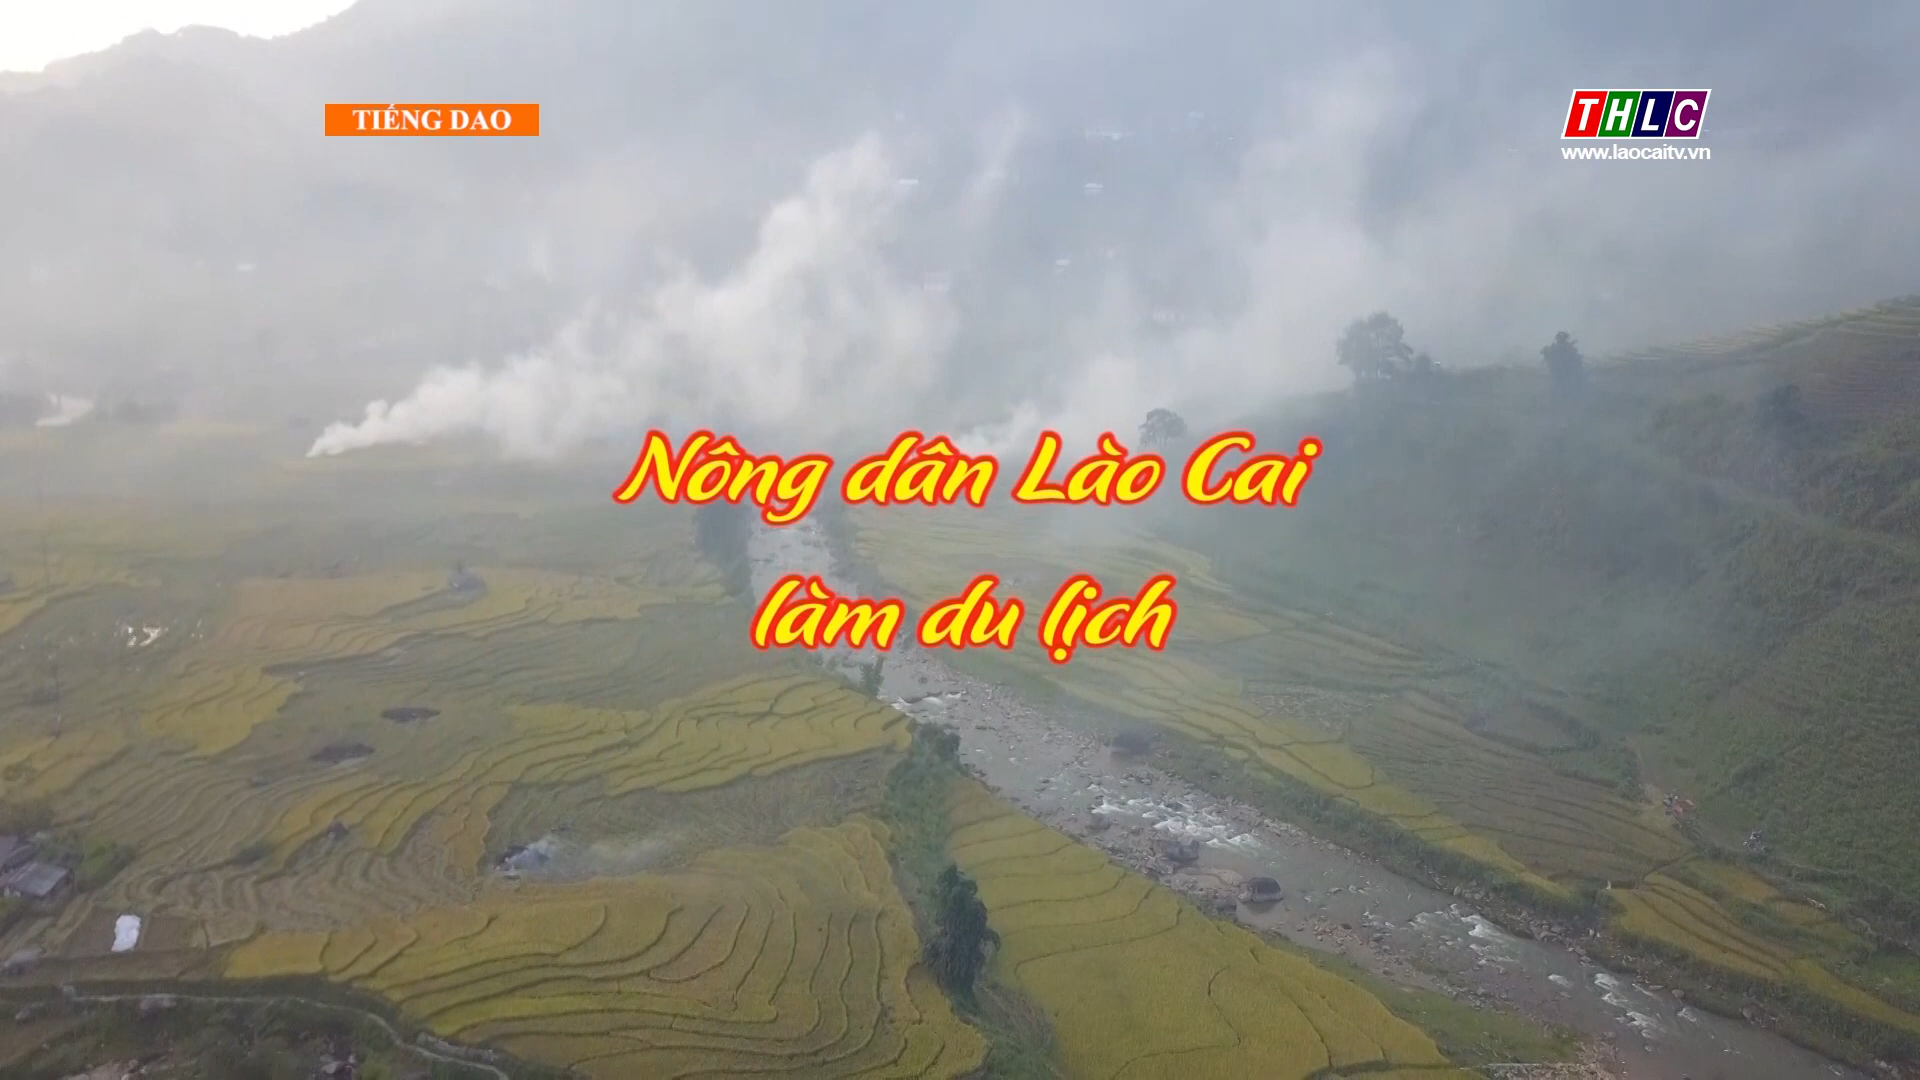 TIẾNG DAO
THLC
www.laocaitv.vn
Nông dân Lào Cai
làm du lịch